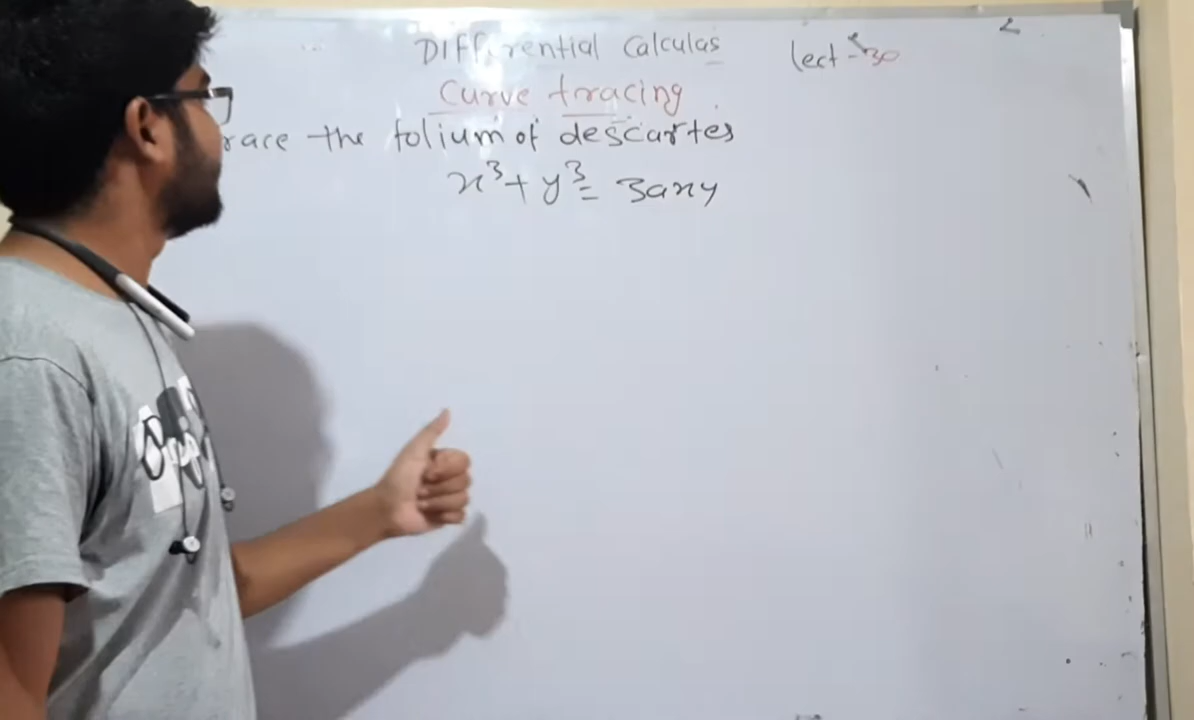 Differential Calculas lect - 30
Curve tracing
race the folium of descartes
x³ + y³ = 3axy